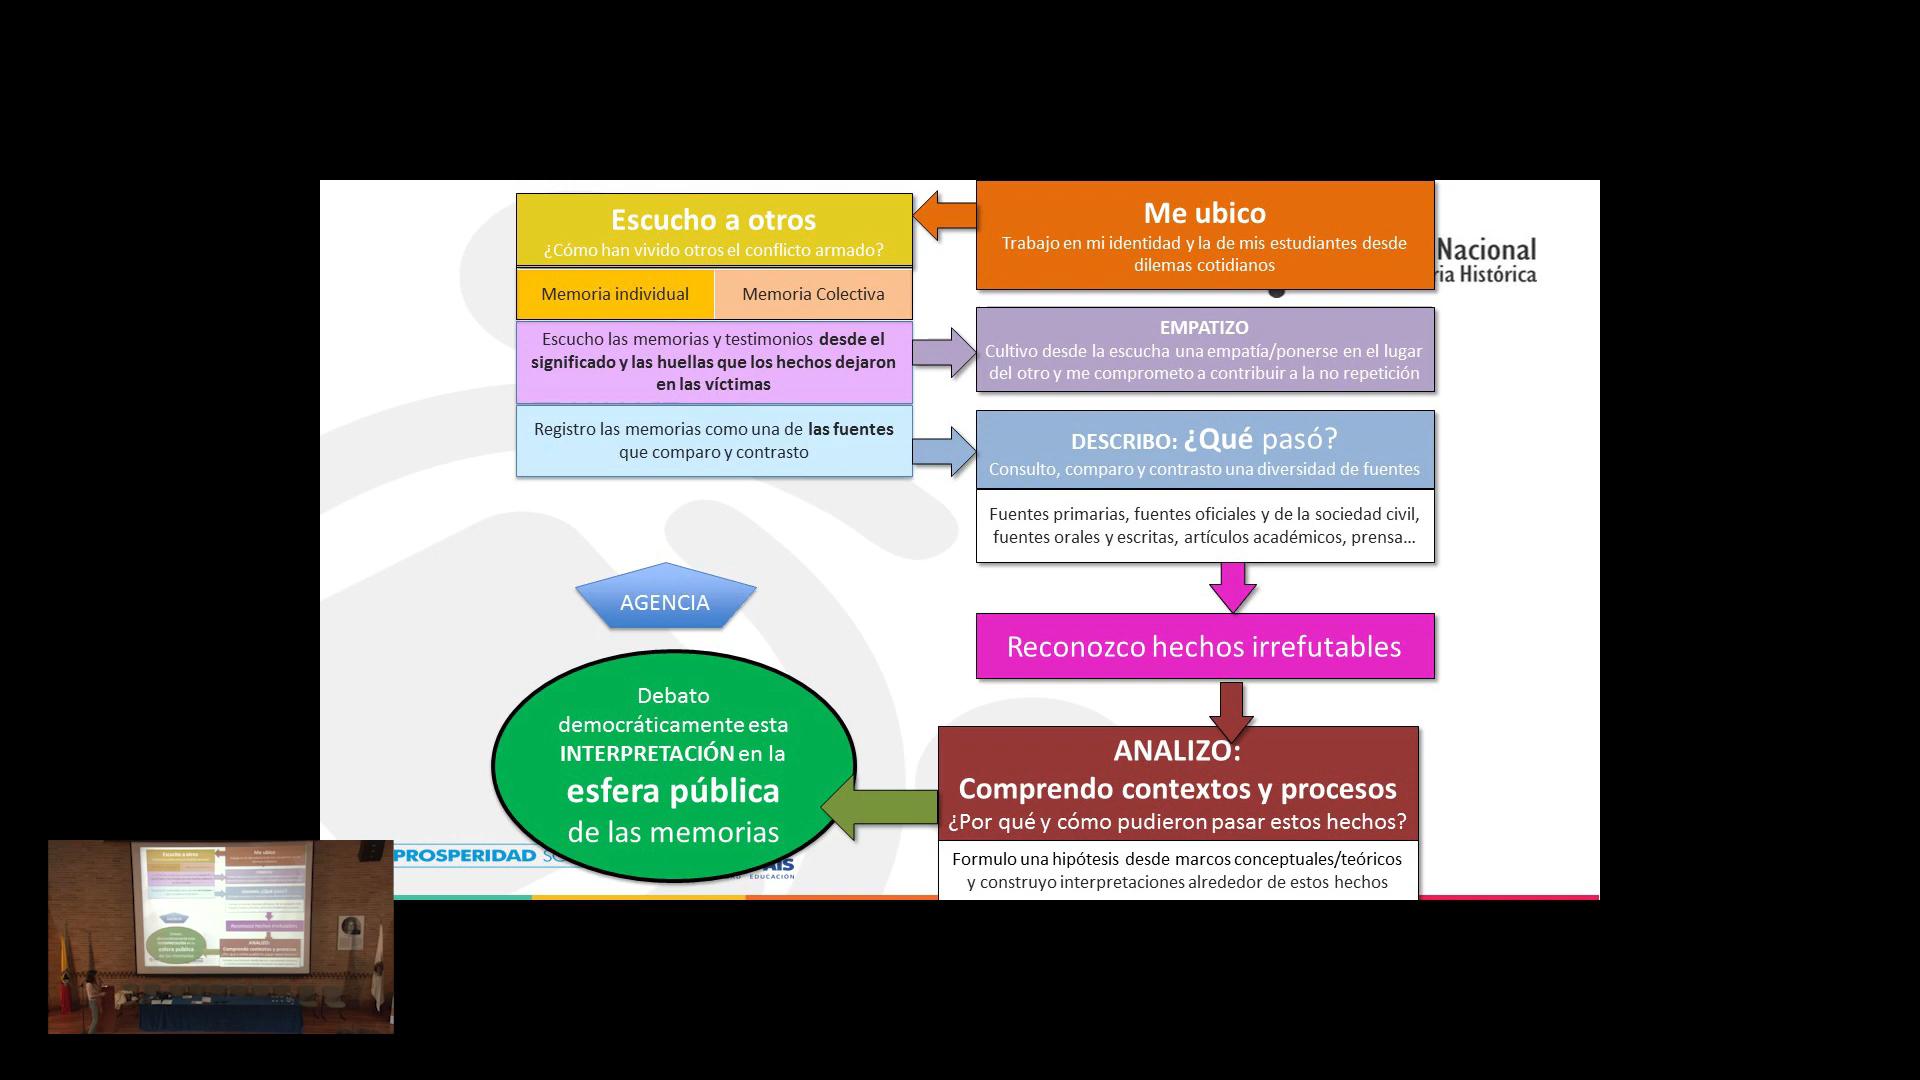 Escucho a otros
¿Cómo han vivido otros el conflicto armado?
Memoria individual
Memoria Colectiva
Escucho las memorias y testimonios desde el
significado y las huellas que los hechos dejaron
en las víctimas
Registro las memorias como una de las fuentes
que comparo y contrasto
Me ubico
Trabajo en mi identidad y la de mis estudiantes desde
dilemas cotidianos
Nacional
Histórica
EMPATIZO
Cultivo desde la escucha una empatía/ponerse en el lugar
del otro y me comprometo a contribuir a la no repetición
DESCRIBO: ¿Qué pasó?
Consulto, comparo y contrasto una diversidad de fuentes
Fuentes primarias, fuentes oficiales y de la sociedad civil,
fuentes orales y escritas, artículos académicos, prensa...
Reconozco hechos irrefutables
ANALIZO:
Comprendo contextos y procesos
¿Por qué y cómo pudieron pasar estos hechos?
Formulo una hipótesis desde marcos conceptuales/teóricos
y construyo interpretaciones alrededor de estos hechos
AGENCIA
Debato
democráticamente esta
INTERPRETACIÓN en la
esfera pública
de las memorias
PROSPERIDAD
EDUCACIÓN